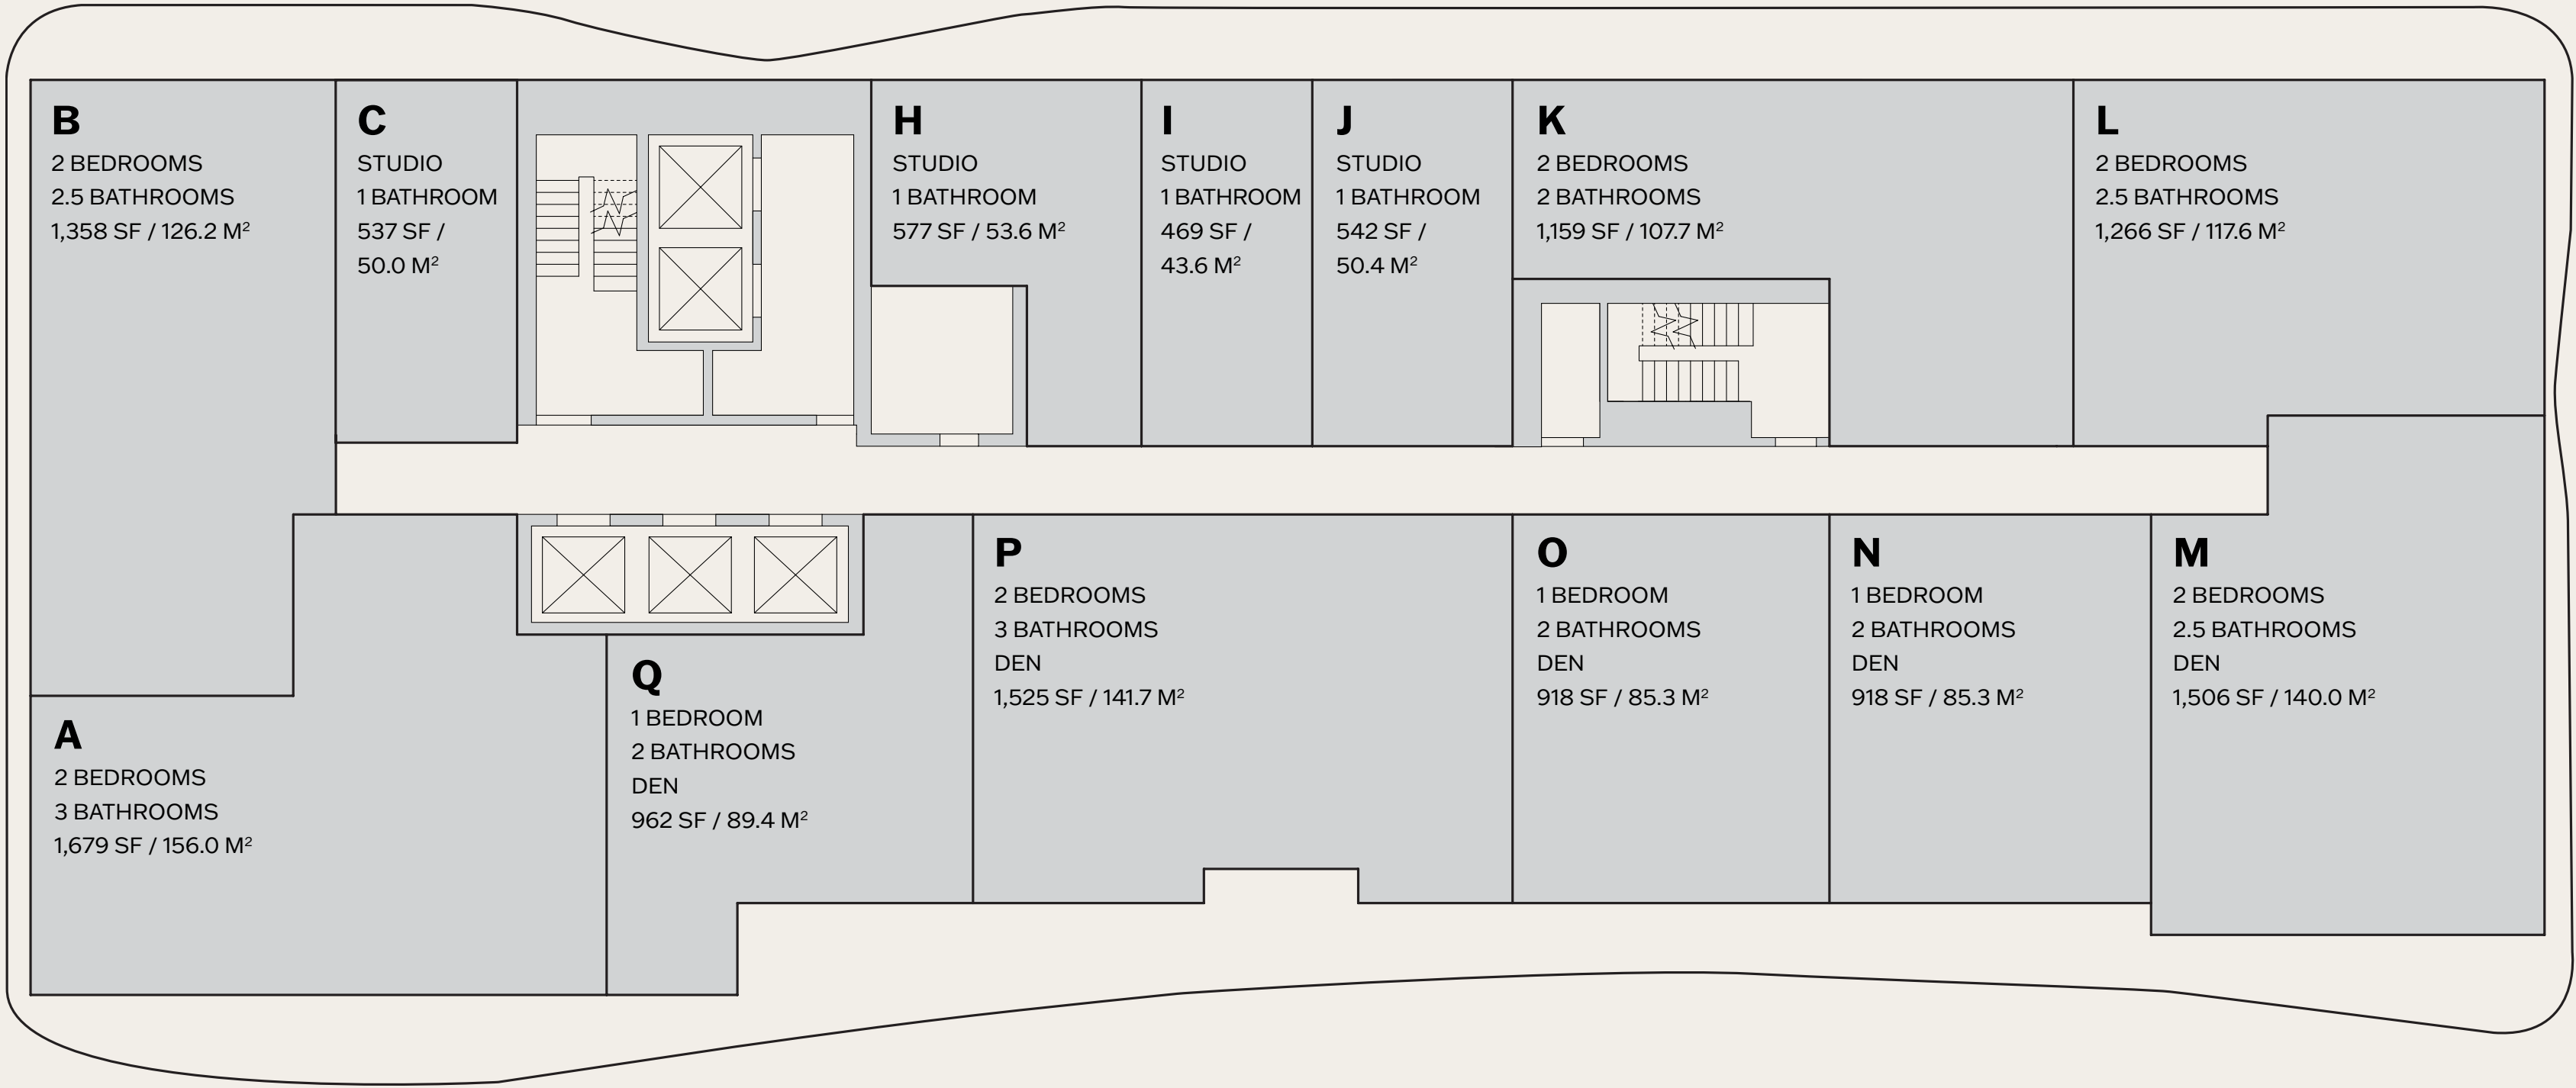 B
2 BEDROOMS
2.5 BATHROOMS
1,358 SF / 126.2 M²
C
STUDIO
1 BATHROOM
537 SF /
50.0 M²
H
STUDIO
1 BATHROOM
577 SF / 53.6 M²
I
STUDIO
1 BATHROOM
469 SF /
43.6 M²
J
STUDIO
1 BATHROOM
542 SF /
50.4 M²
K
2 BEDROOMS
2 BATHROOMS
1,159 SF / 107.7 M²
L
2 BEDROOMS
2.5 BATHROOMS
1,266 SF / 117.6 M²
A
2 BEDROOMS
3 BATHROOMS
1,679 SF / 156.0 M²
Q
1 BEDROOM
2 BATHROOMS
DEN
962 SF / 89.4 M²
P
2 BEDROOMS
3 BATHROOMS
DEN
1,525 SF / 141.7 M²
O
1 BEDROOM
2 BATHROOMS
DEN
918 SF / 85.3 M²
N
1 BEDROOM
2 BATHROOMS
DEN
918 SF / 85.3 M²
M
2 BEDROOMS
2.5 BATHROOMS
DEN
1,506 SF / 140.0 M²